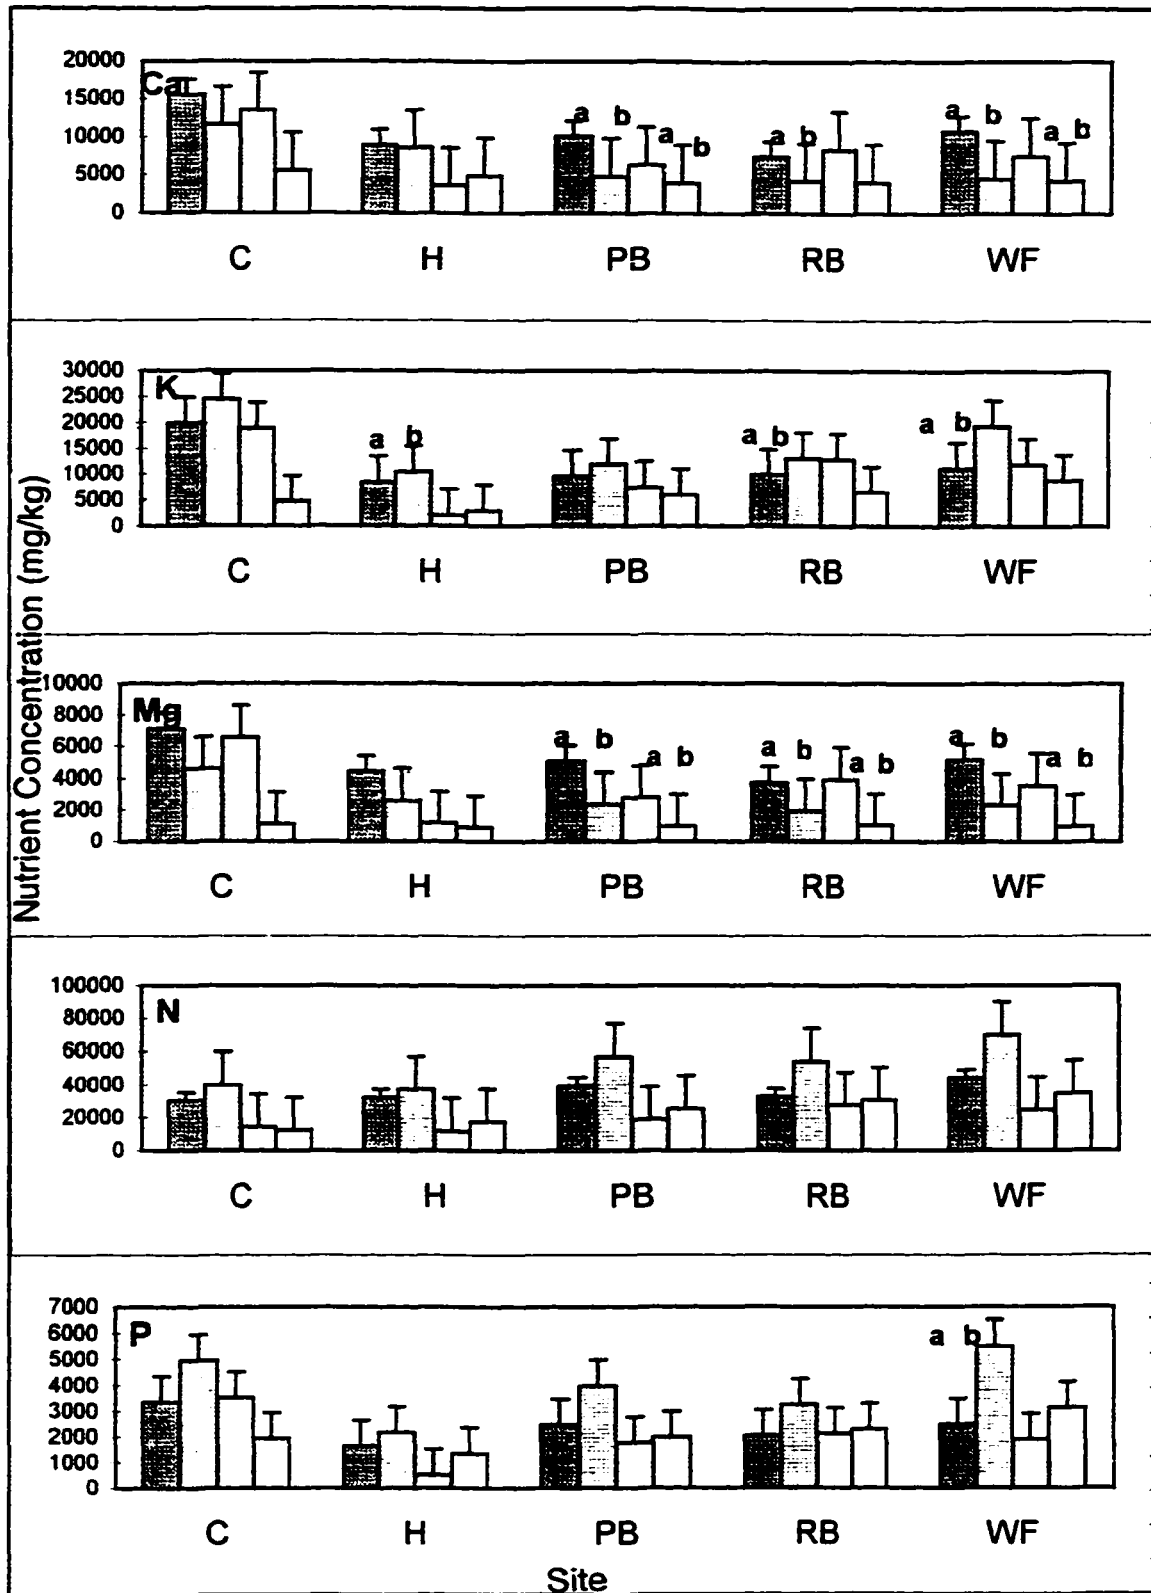 Nutrient Concentration (mg/kg)
20000
15000
10000
5000
0
Ca
a b a b
a b
a b a b
C H PB RB WF
30000
25000
20000
15000
10000
5000
0
K
a b
a b
a b
C H PB RB WF
10000
8000
6000
4000
2000
0
Mg
a b a b
a b a b
a b a b
C H PB RB WF
100000
80000
60000
40000
20000
0
N
C H PB RB WF
7000
6000
5000
4000
3000
2000
1000
0
P
a b
C H PB RB WF
Site